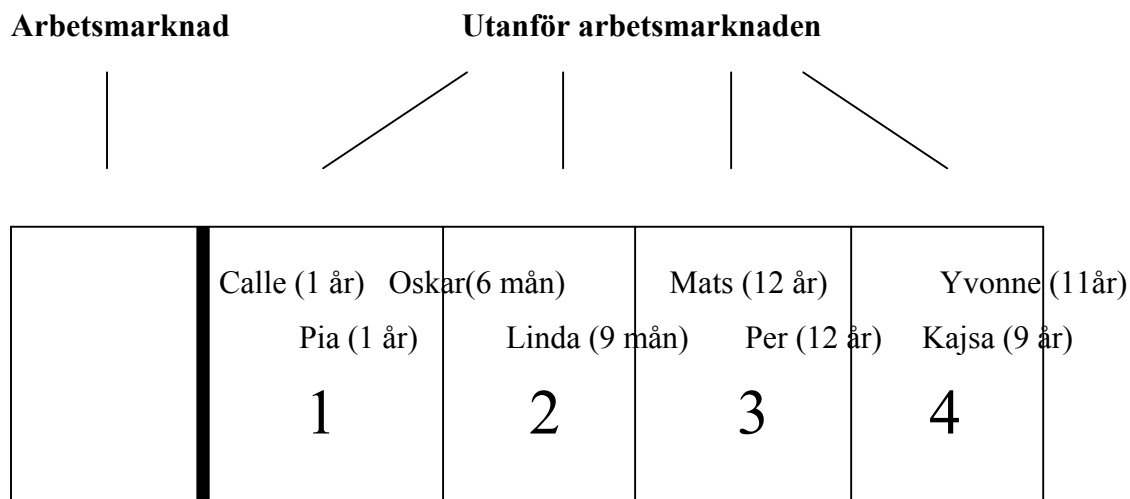 Arbetsmarknad Utanför arbetsmarknaden
Calle (1 år) Oskar(6 mån) Mats (12 år) Yvonne (11år)
Pia (1 år) Linda (9 mån) Per (12 år) Kajsa (9 år)
1 2 3 4